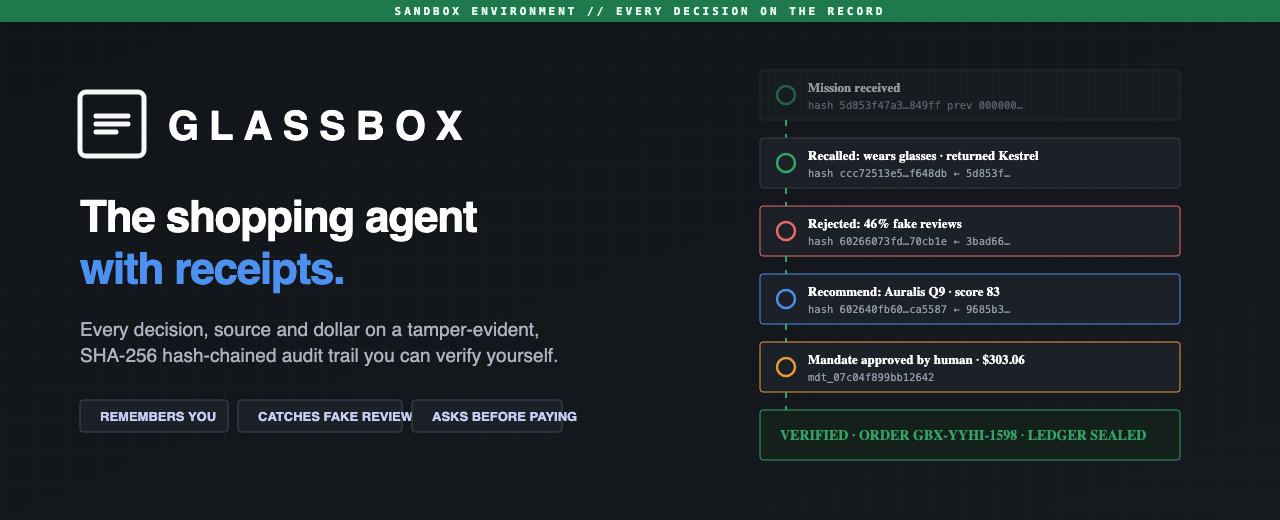 SANDBOX ENVIRONMENT // EVERY DECISION ON THE RECORD
GLASSBOX
The shopping agent
with receipts.
Every decision, source and dollar on a tamper-evident,
SHA-256 hash-chained audit trail you can verify yourself.
REMEMBERS YOU
CATCHES FAKE REVIEW
ASKS BEFORE PAYING
Mission received
hash 5d853f47a3…849ff prev 000000…
Recalled: wears glasses · returned Kestrel
hash ccc72513e5…f648db ← 5d853f…
Rejected: 46% fake reviews
hash 60266073fd…70cb1e ← 3bad66…
Recommend: Auralis Q9 · score 83
hash 602640fb60…ca5587 ← 9685b3…
Mandate approved by human · $303.06
mdt_07c04f899bb12642
VERIFIED · ORDER GBX-YYHI-1598 · LEDGER SEALED